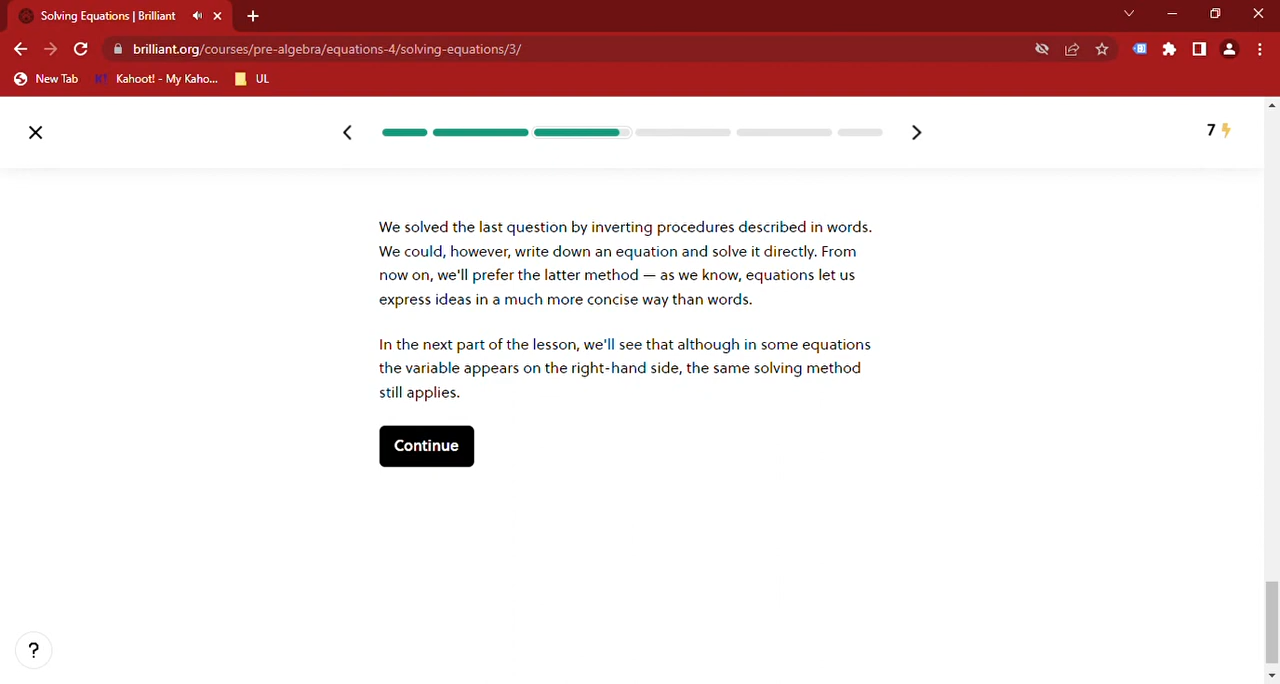 Solving Equations | Brilliant
brilliant.org/courses/pre-algebra/equations-4/solving-equations/3/
New Tab
K! Kahoot! - My Kaho...
UL
7
We solved the last question by inverting procedures described in words.
We could, however, write down an equation and solve it directly. From
now on, we'll prefer the latter method — as we know, equations let us
express ideas in a much more concise way than words.
In the next part of the lesson, we'll see that although in some equations
the variable appears on the right-hand side, the same solving method
still applies.
Continue
?